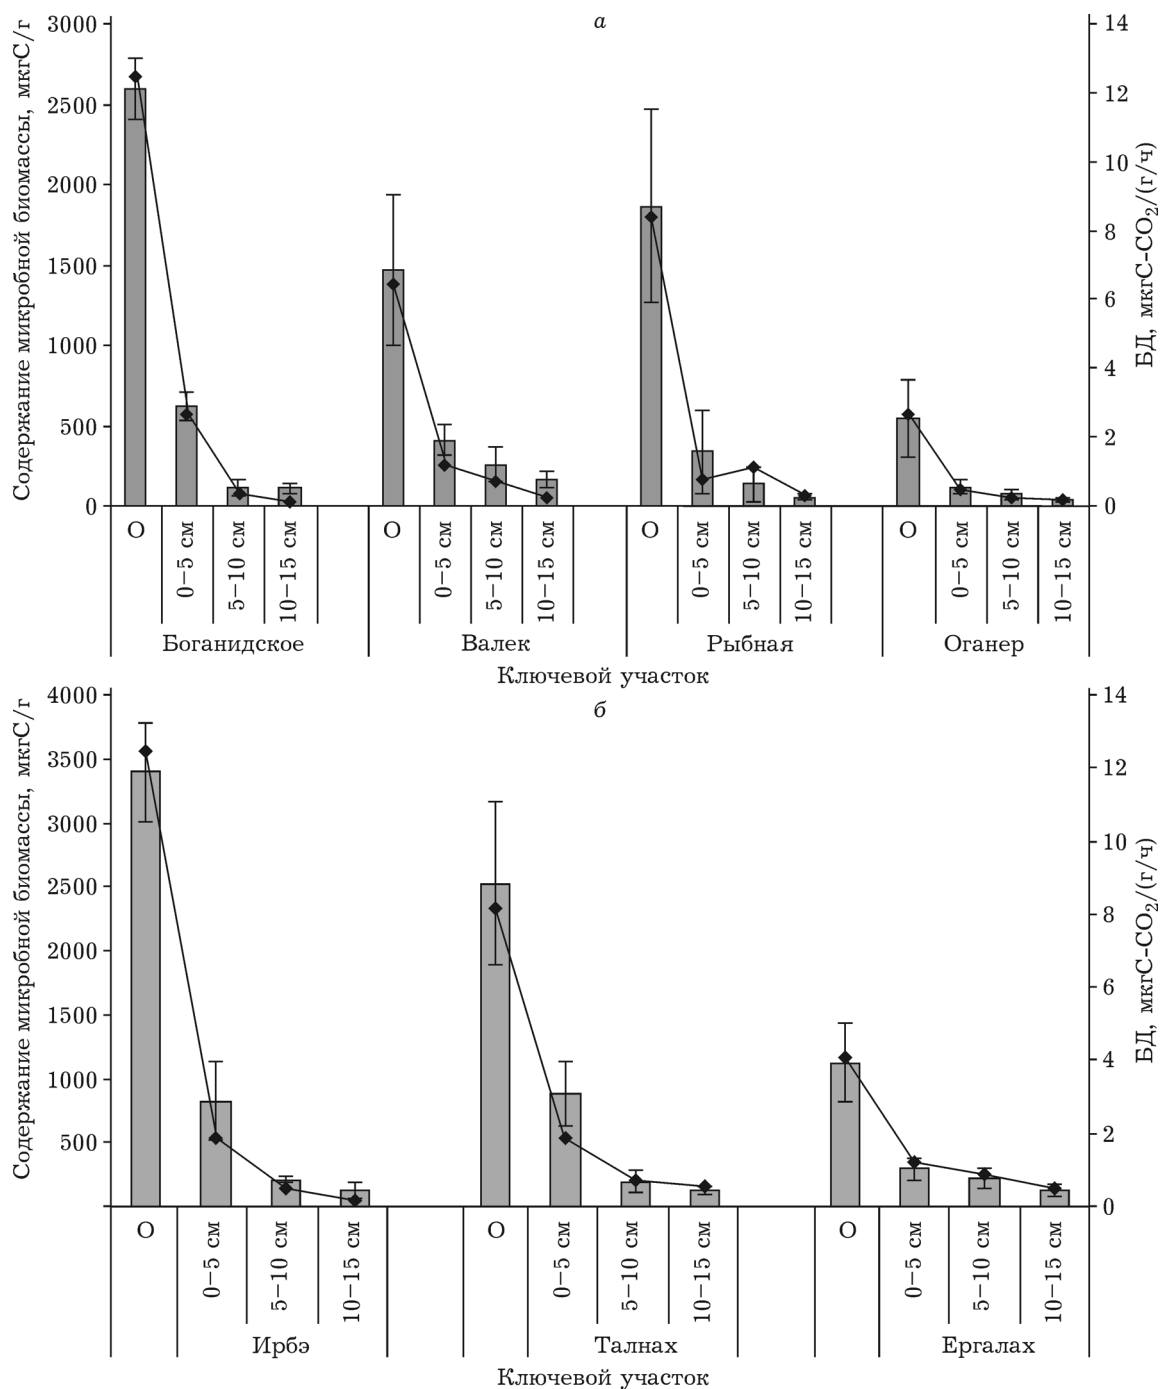 а
Содержание микробной биомассы, мкгС/г
3000
2500
2000
1500
1000
500
0
14
12
10
8
6
4
2
0
БД, мкгС-CO₂/(г/ч)
О 0–5 см 5–10 см 10–15 см О 0–5 см 5–10 см 10–15 см О 0–5 см 5–10 см 10–15 см О 0–5 см 5–10 см 10–15 см
Боганидское Валек Рыбная Оганер
Ключевой участок
б
Содержание микробной биомассы, мкгС/г
4000
3500
3000
2500
2000
1500
1000
500
14
12
10
8
6
4
2
0
БД, мкгС-CO₂/(г/ч)
О 0–5 см 5–10 см 10–15 см О 0–5 см 5–10 см 10–15 см О 0–5 см 5–10 см 10–15 см
Ирбэ Талнах Ергалах
Ключевой участок